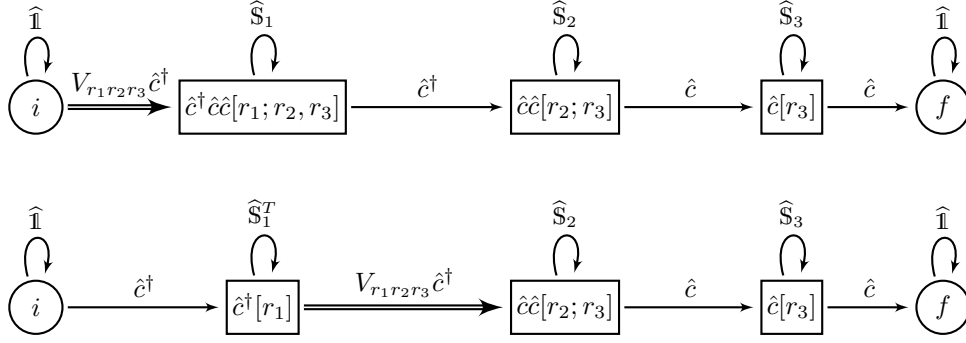 𝟙̂ 𝕊̂₁ 𝕊̂₂ 𝕊̂₃ 𝟙̂
V_{r₁r₂r₃}ĉ† ĉ† ĉ ĉ
i ĉ†ĉĉ[r₁; r₂, r₃] ĉĉ[r₂; r₃] ĉ[r₃] f
𝟙̂ 𝕊̂₁ᵀ 𝕊̂₂ 𝕊̂₃ 𝟙̂
ĉ† V_{r₁r₂r₃}ĉ† ĉ ĉ
i ĉ†[r₁] ĉĉ[r₂; r₃] ĉ[r₃] f